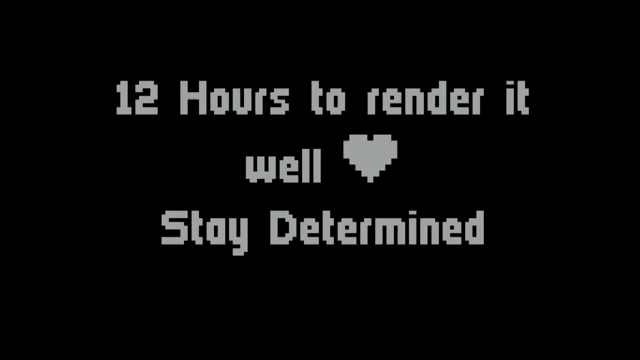 12 Hours to render it
well ♥
Stay Determined